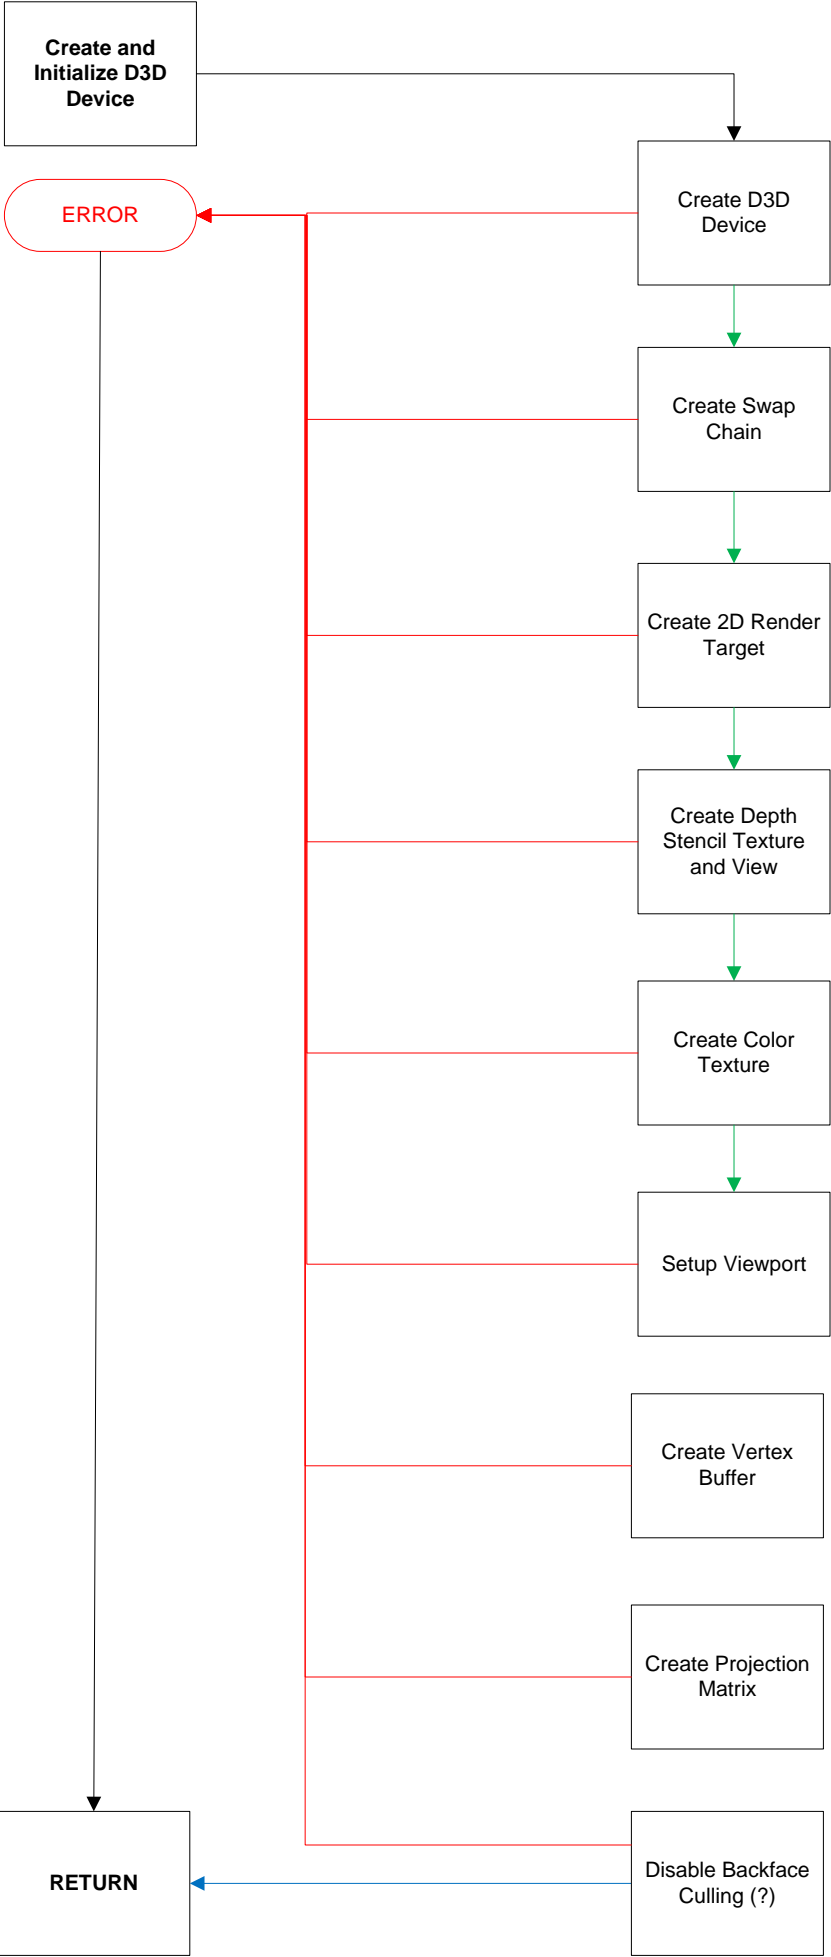 Create and
Initialize D3D
Device
ERROR
Create D3D
Device
Create Swap
Chain
Create 2D Render
Target
Create Depth
Stencil Texture
and View
Create Color
Texture
Setup Viewport
Create Vertex
Buffer
Create Projection
Matrix
RETURN
Disable Backface
Culling (?)